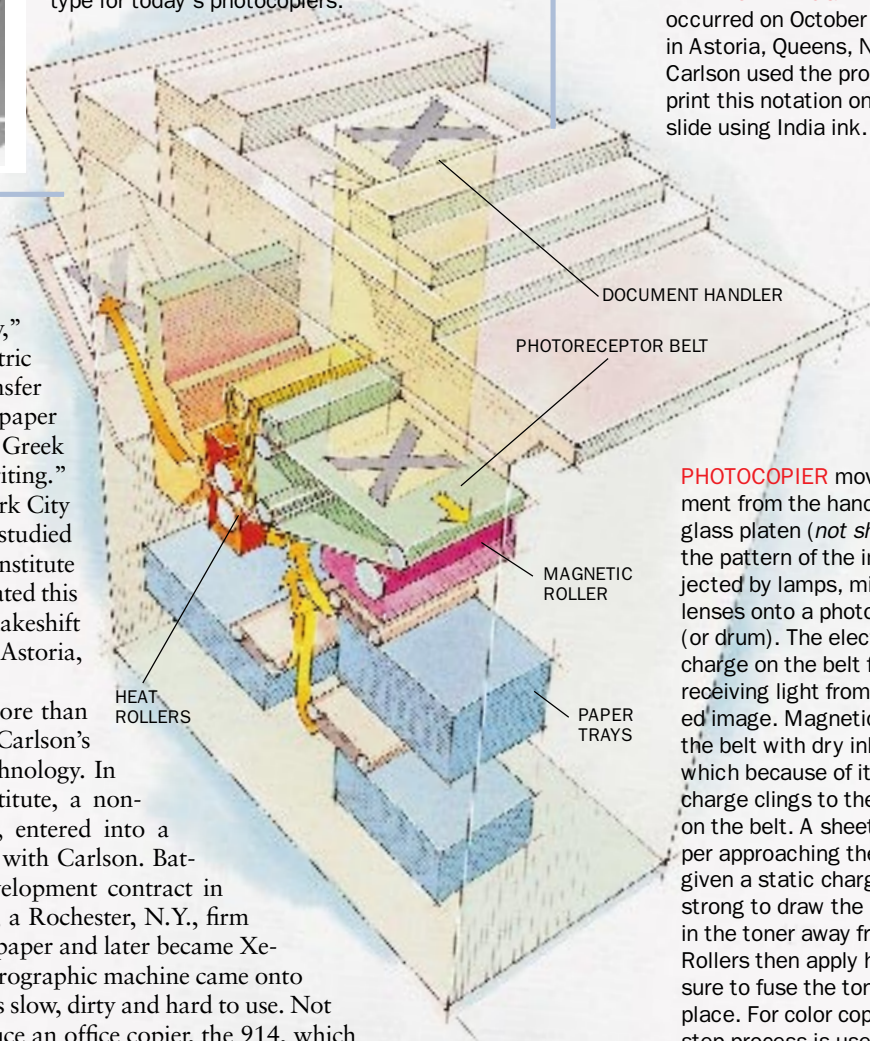 type for today's photocopiers.
occurred on October
in Astoria, Queens, N
Carlson used the pro
print this notation on
slide using India ink.
DOCUMENT HANDLER
PHOTORECEPTOR BELT
MAGNETIC
ROLLER
PAPER
TRAYS
HEAT
ROLLERS
y,”
tric
nsfer
paper
Greek
iting.”
rk City
studied
nstitute
ated this
akeshift
Astoria,
ore than
Carlson’s
hnology. In
titute, a non-
, entered into a
with Carlson. Bat-
velopment contract in
a Rochester, N.Y., firm
paper and later became Xe-
rographic machine came onto
s slow, dirty and hard to use. Not
uce an office copier, the 914, which
PHOTOCOPIER mov
ment from the hand
glass platen (not sh
the pattern of the i
jected by lamps, mi
lenses onto a photo
(or drum). The elec
charge on the belt f
receiving light from
ed image. Magnetic
the belt with dry in
which because of it
charge clings to the
on the belt. A sheet
per approaching the
given a static charg
strong to draw the
in the toner away fr
Rollers then apply h
sure to fuse the ton
place. For color cop
step process is use